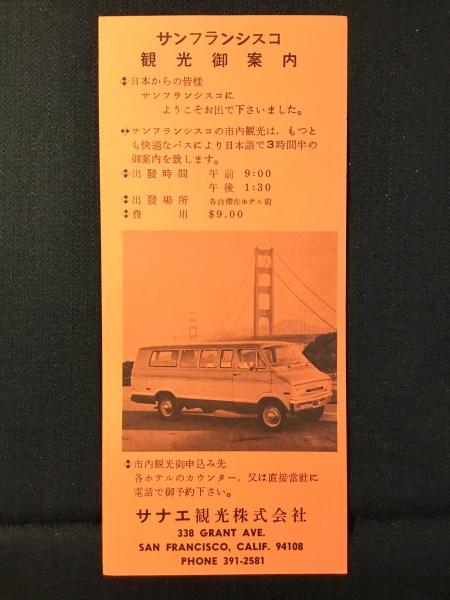 サンフランシスコ
観光御案内
日本からの皆様
サンフランシスコに
ようこそお出で下さいました。
サンフランシスコの市内観光は、もつと
も快適なバスにより日本語で3時間半の
御案内を致します。
出發時間 午前 9:00
午後 1:30
出發場所 各自滞在ホテル前
費用 $9.00
市内観光御申込み先
各ホテルのカウンター、又は直接當社に
電話で御予約下さい。
サナエ観光株式会社
338 GRANT AVE.
SAN FRANCISCO, CALIF. 94108
PHONE 391-2581